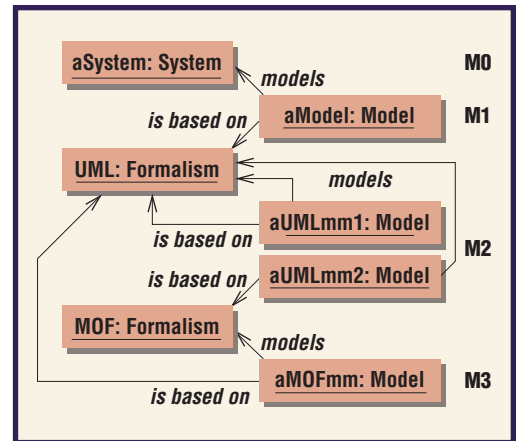 aSystem: System
M0
models
is based on
aModel: Model
M1
UML: Formalism
models
aUMLmm1: Model
is based on
M2
aUMLmm2: Model
is based on
MOF: Formalism
models
aMOFmm: Model
M3
is based on